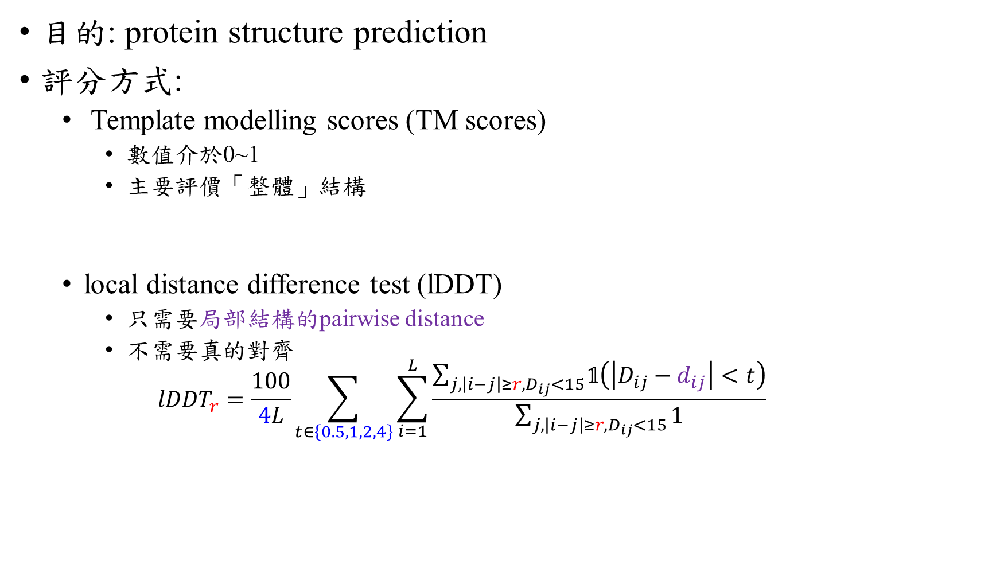 • 目的: protein structure prediction
• 評分方式:
• Template modelling scores (TM scores)
• 數值介於0~1
• 主要評價「整體」結構
• local distance difference test (lDDT)
• 只需要局部結構的pairwise distance
• 不需要真的對齊
$lDDT_r = \frac{100}{4L} \sum_{t \in \{0.5,1,2,4\}} \sum_{i=1}^{L} \frac{\sum_{j,|i-j| \geq r, D_{ij} < 15} \mathbb{1}(|D_{ij} - d_{ij}| < t)}{\sum_{j,|i-j| \geq r, D_{ij} < 15} 1}$